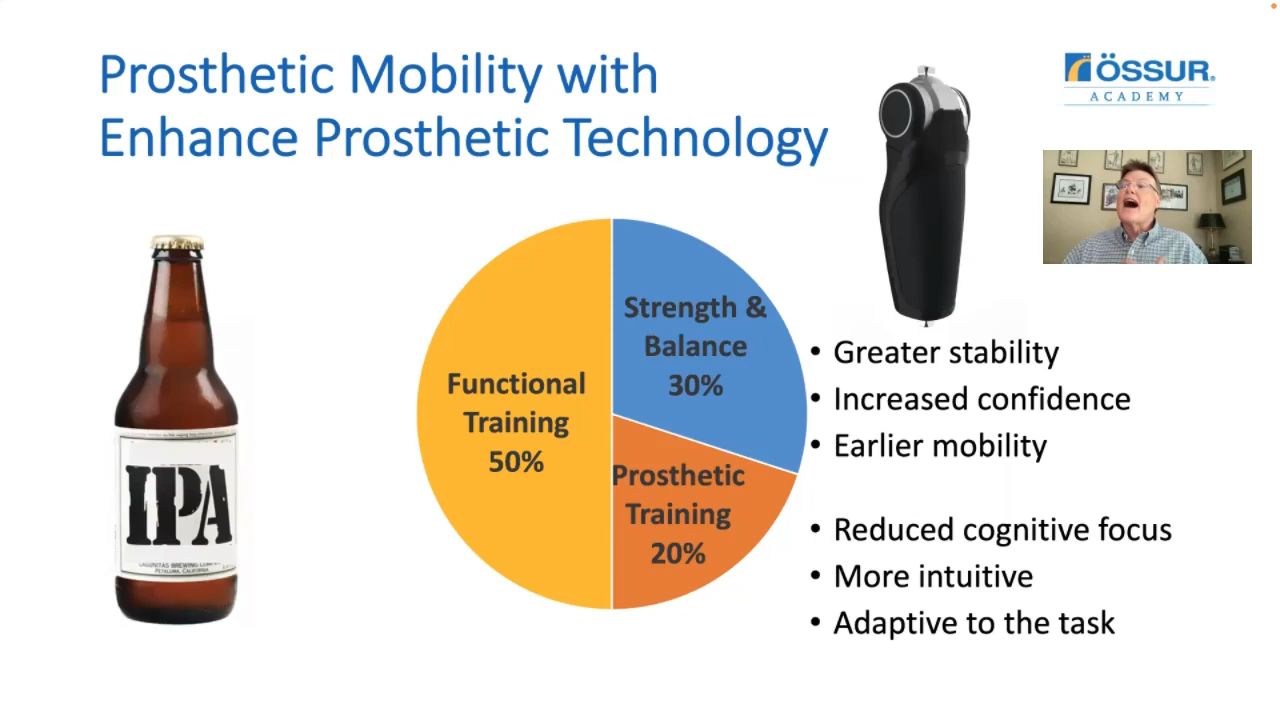 Prosthetic Mobility with
Enhance Prosthetic Technology
ÖSSUR®
ACADEMY
Strength &
Balance
30%
Functional
Training
50%
Prosthetic
Training
20%
• Greater stability
• Increased confidence
• Earlier mobility
• Reduced cognitive focus
• More intuitive
• Adaptive to the task
IPA
LAGUNITAS BREWING
PETALUMA, CALIFORNIA